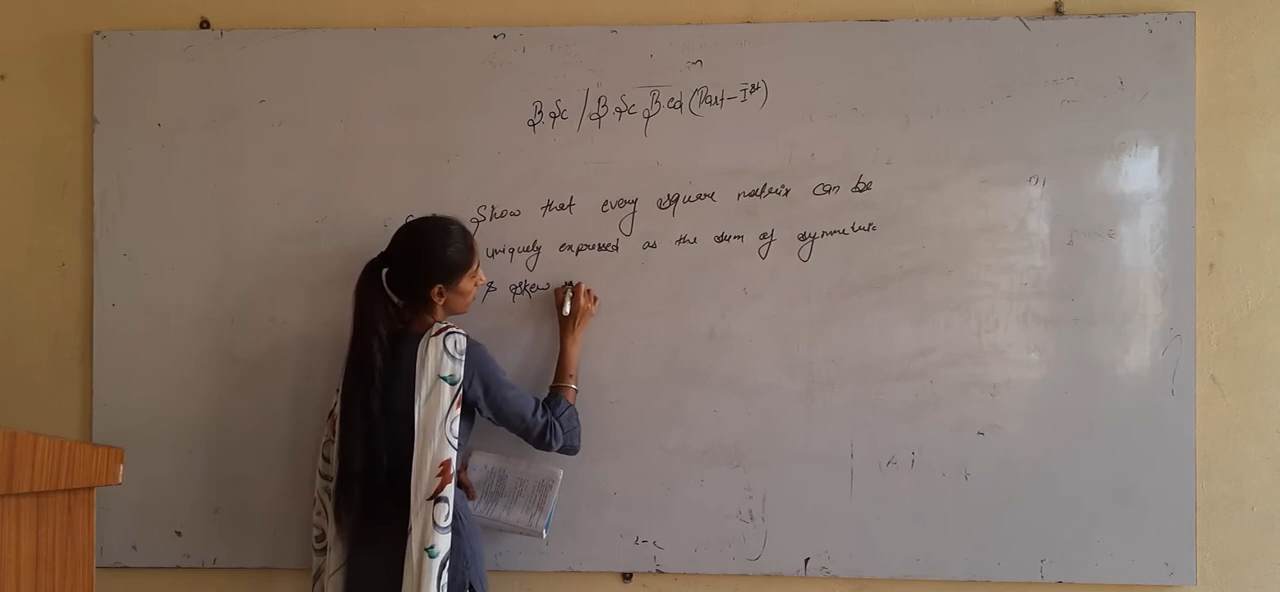 B.Sc / B.Sc B.ed (Part-Ist)
Show that every square matrix can be
uniquely expressed as the sum of symmetric
& skew